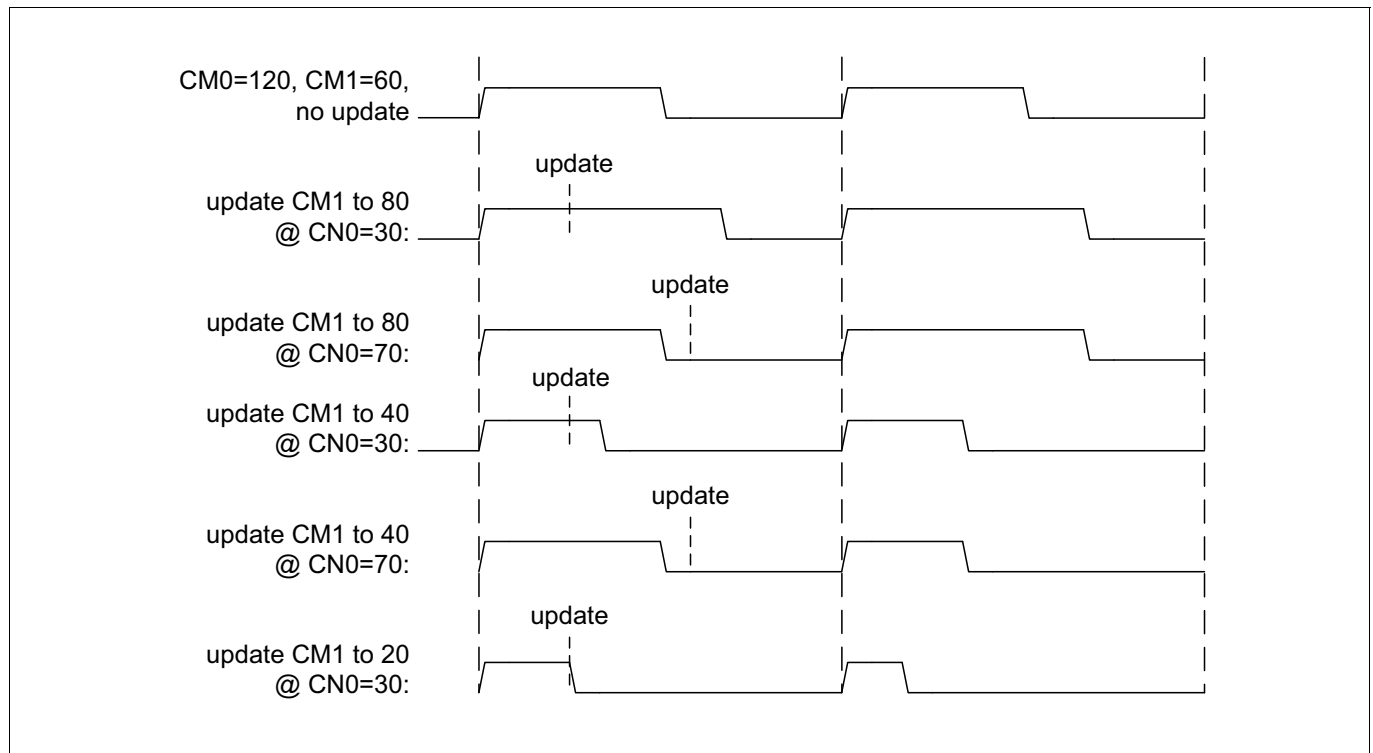 CM0=120, CM1=60,
no update
update
update CM1 to 80
@ CN0=30:
update
update CM1 to 80
@ CN0=70:
update
update CM1 to 40
@ CN0=30:
update
update CM1 to 40
@ CN0=70:
update
update CM1 to 20
@ CN0=30: